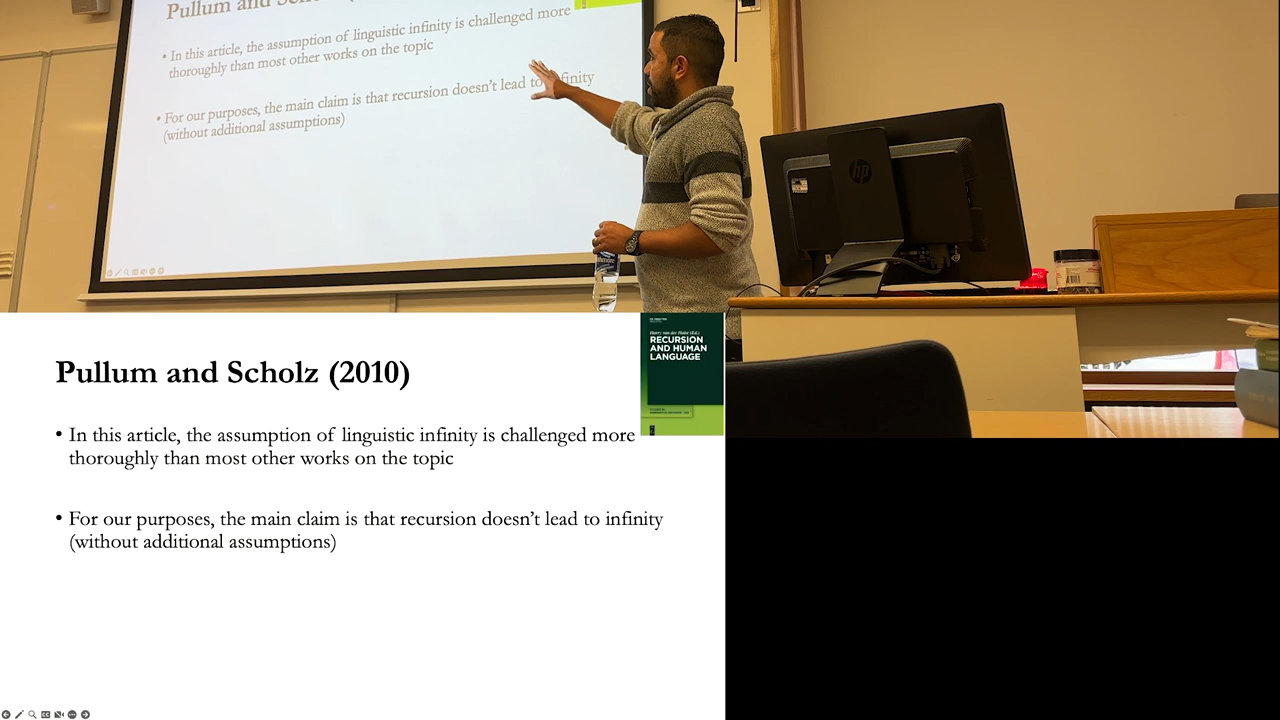 Pullum and
• In this article, the assumption of linguistic infinity is challenged more
thoroughly than most other works on the topic
• For our purposes, the main claim is that recursion doesn't lead to infinity
(without additional assumptions)
hp
Pullum and Scholz (2010)
Harry van der Hulst (Ed.)
RECURSION
AND HUMAN
LANGUAGE
• In this article, the assumption of linguistic infinity is challenged more
thoroughly than most other works on the topic
• For our purposes, the main claim is that recursion doesn't lead to infinity
(without additional assumptions)